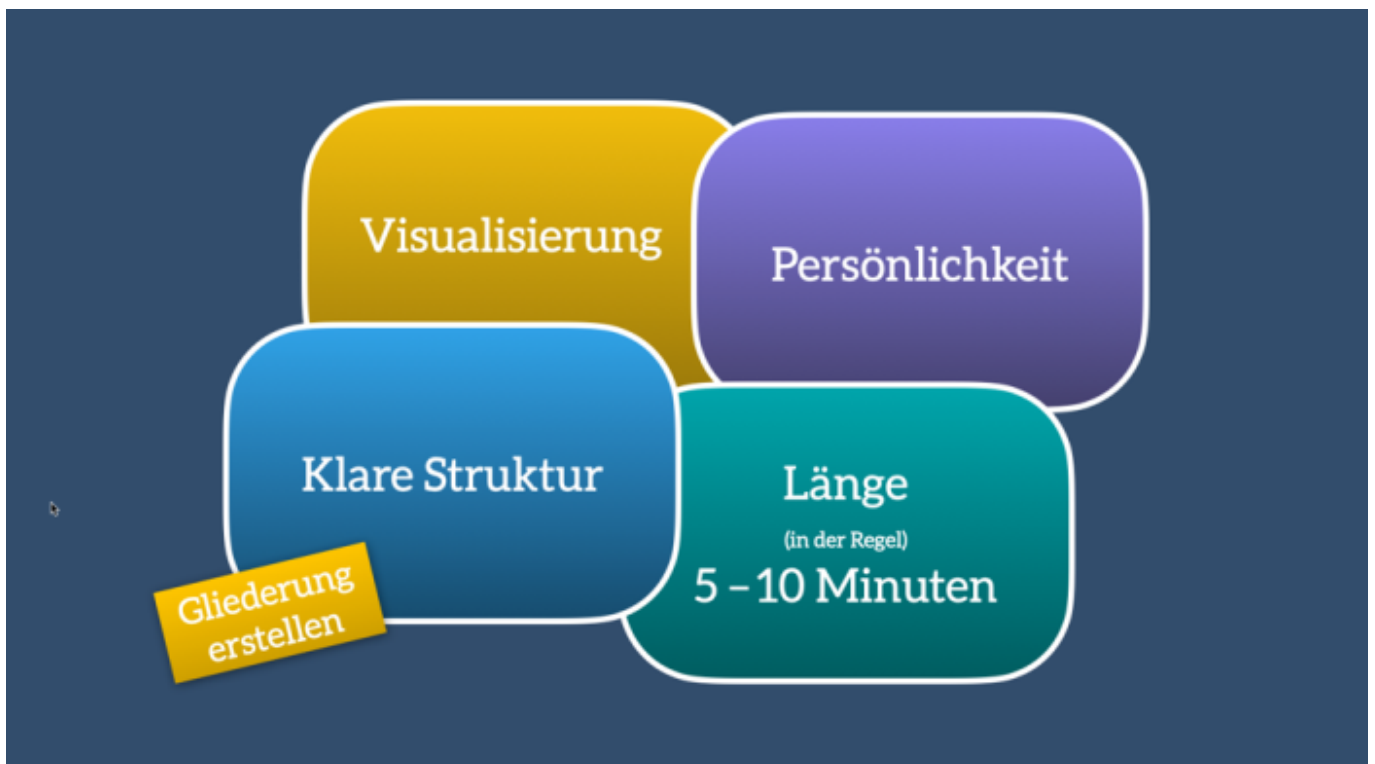 Visualisierung
Persönlichkeit
Klare Struktur
Länge
(in der Regel)
5 – 10 Minuten
Gliederung
erstellen